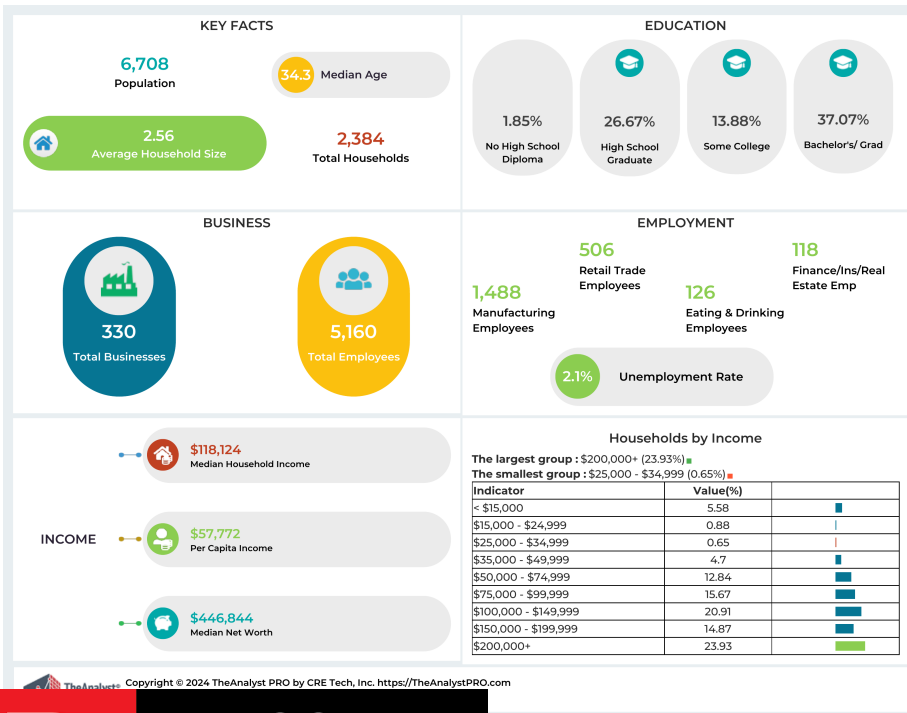 KEY FACTS
6,708
Population
34.3 Median Age
2.56
Average Household Size
2,384
Total Households
EDUCATION
1.85%
No High School
Diploma
26.67%
High School
Graduate
13.88%
Some College
37.07%
Bachelor's/ Grad
BUSINESS
330
Total Businesses
5,160
Total Employees
EMPLOYMENT
1,488
Manufacturing
Employees
506
Retail Trade
Employees
126
Eating & Drinking
Employees
118
Finance/Ins/Real
Estate Emp
2.1% Unemployment Rate
INCOME
$118,124
Median Household Income
$57,772
Per Capita Income
$446,844
Median Net Worth
Households by Income
The largest group : $200,000+ (23.93%)
The smallest group : $25,000 - $34,999 (0.65%)
Indicator Value(%)
< $15,000 5.58
$15,000 - $24,999 0.88
$25,000 - $34,999 0.65
$35,000 - $49,999 4.7
$50,000 - $74,999 12.84
$75,000 - $99,999 15.67
$100,000 - $149,999 20.91
$150,000 - $199,999 14.87
$200,000+ 23.93
TheAnalyst® Copyright © 2024 TheAnalyst PRO by CRE Tech, Inc. https://TheAnalystPRO.com